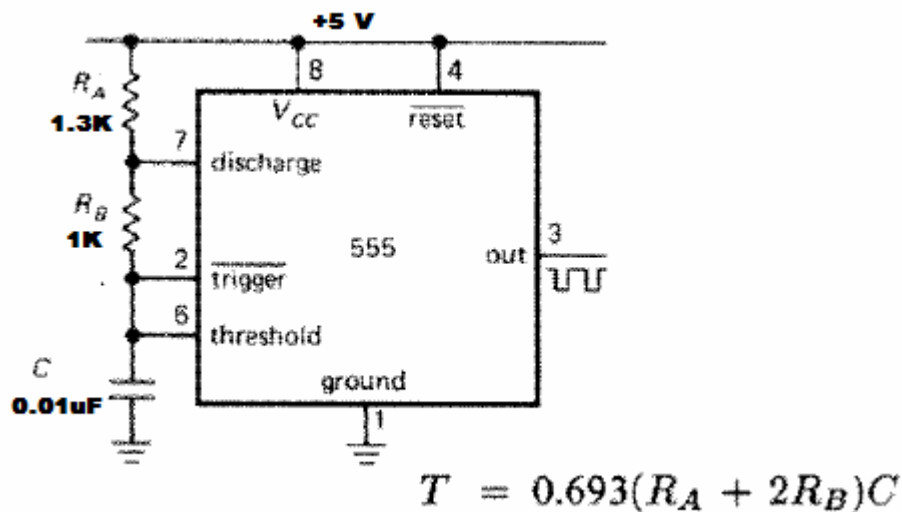 +5 V
8
4
R_A
V_CC
reset
1.3K
7
discharge
R_B
1K
555
3
out
2
trigger
6
threshold
C
0.01uF
ground
1
T = 0.693(R_A + 2R_B)C